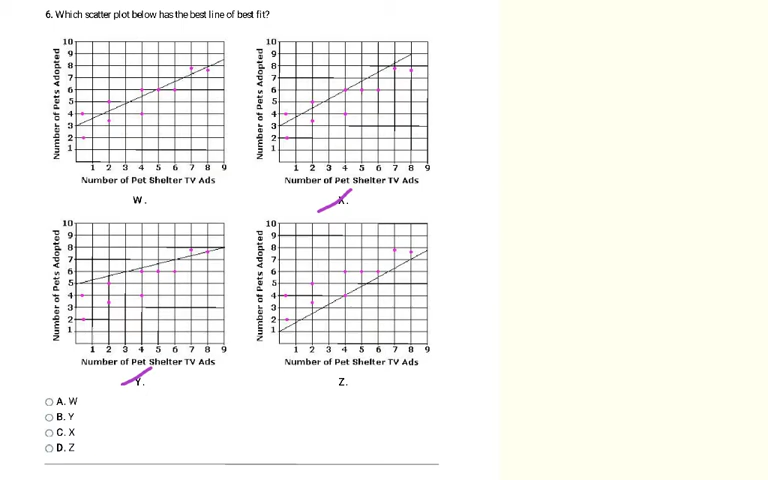 6. Which scatter plot below has the best line of best fit?
Number of Pets Adopted
10
9
8
7
6
5
4
3
2
1
1 2 3 4 5 6 7 8 9
Number of Pet Shelter TV Ads
W.
Number of Pets Adopted
10
9
8
7
6
5
4
3
2
1
1 2 3 4 5 6 7 8 9
Number of Pet Shelter TV Ads
X.
Number of Pets Adopted
10
9
8
7
6
5
4
3
2
1
1 2 3 4 5 6 7 8 9
Number of Pet Shelter TV Ads
Y.
Number of Pets Adopted
10
9
8
7
6
5
4
3
2
1
1 2 3 4 5 6 7 8 9
Number of Pet Shelter TV Ads
Z.
A. W
B. Y
C. X
D. Z